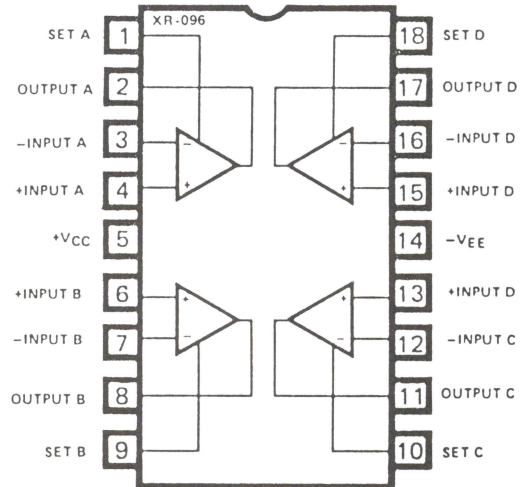 XR-096
SET A 1
OUTPUT A 2
-INPUT A 3
+INPUT A 4
+VCC 5
+INPUT B 6
-INPUT B 7
OUTPUT B 8
SET B 9
18 SET D
17 OUTPUT D
16 -INPUT D
15 +INPUT D
14 -VEE
13 +INPUT D
12 -INPUT C
11 OUTPUT C
10 SET C
- +
- +
+ -
+ -